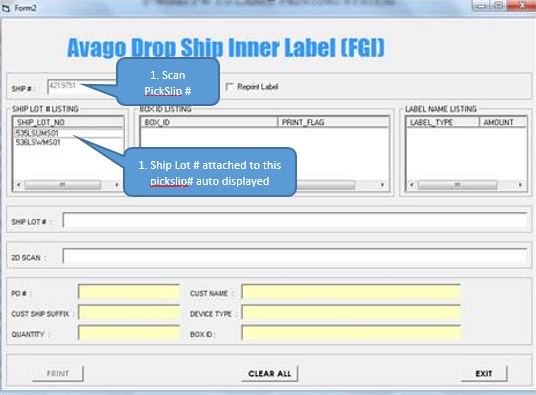 Form2
Avago Drop Ship Inner Label (FGI)
SHIP # :
4219751
1. Scan
PickSlip #
Reprint Label
SHIP LOT # LISTING
BOX ID LISTING
LABEL NAME LISTING
SHIP_LOT_NO
BOX_ID
PRINT_FLAG
LABEL_TYPE
AMOUNT
535LSUMS01
536LSWMS01
1. Ship Lot # attached to this
pickslip# auto displayed
SHIP LOT # :
2D SCAN :
PO # :
CUST NAME :
CUST SHIP SUFFIX :
DEVICE TYPE :
QUANTITY :
BOX ID :
PRINT
CLEAR ALL
EXIT